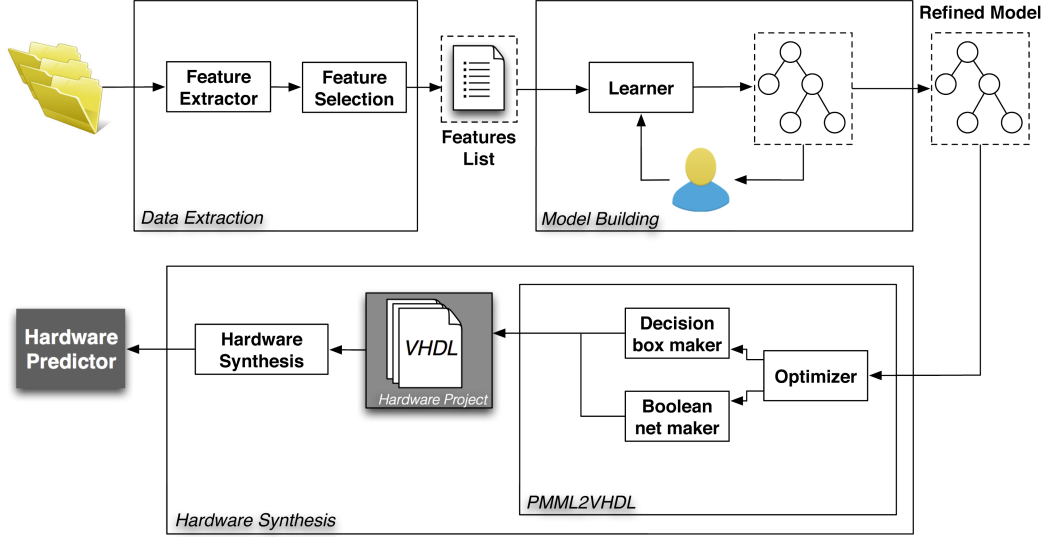 Refined Model
Feature
Extractor
Feature
Selection
Features
List
Learner
Data Extraction
Model Building
Hardware
Predictor
Hardware
Synthesis
VHDL
Hardware Project
Decision
box maker
Optimizer
Boolean
net maker
PMML2VHDL
Hardware Synthesis